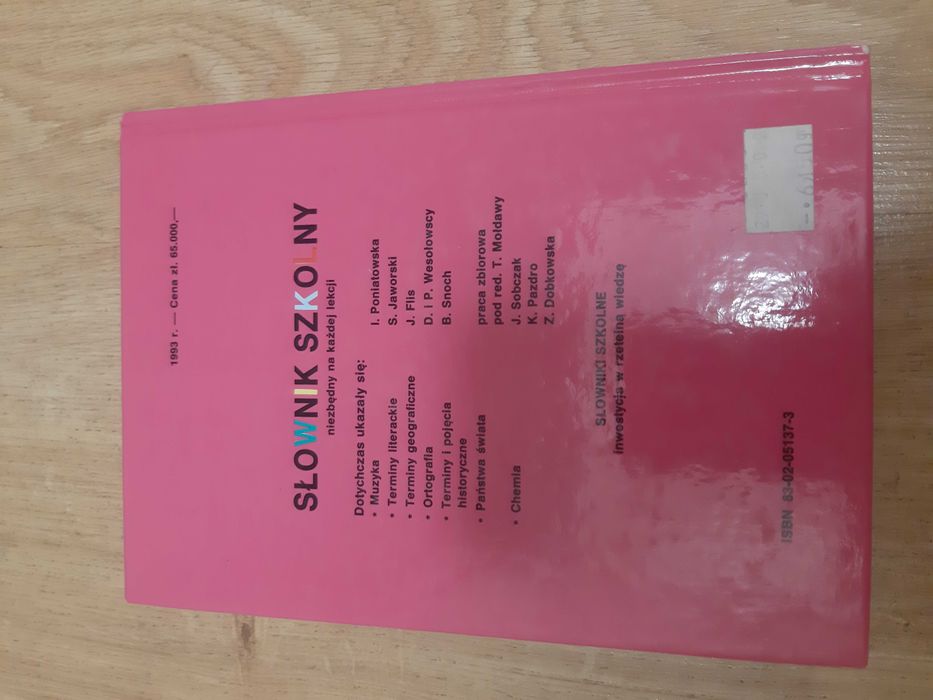 1993 r. — Cena zł. 65.000,—
SŁOWNIK SZKOLNY
niezbędny na każdej lekcji
Dotychczas ukazały się:
* Muzyka I. Poniatowska
* Terminy literackie S. Jaworski
* Terminy geograficzne J. Flis
* Ortografia D. i P. Wesołowscy
* Terminy i pojęcia B. Snoch
historyczne
* Państwa świata praca zbiorowa
pod red. T. Mołdawy
* Chemia J. Sobczak
K. Pazdro
Z. Dobkowska
SŁOWNIKI SZKOLNE
inwestycja w rzetelną wiedzę
ISBN 83-02-05137-3